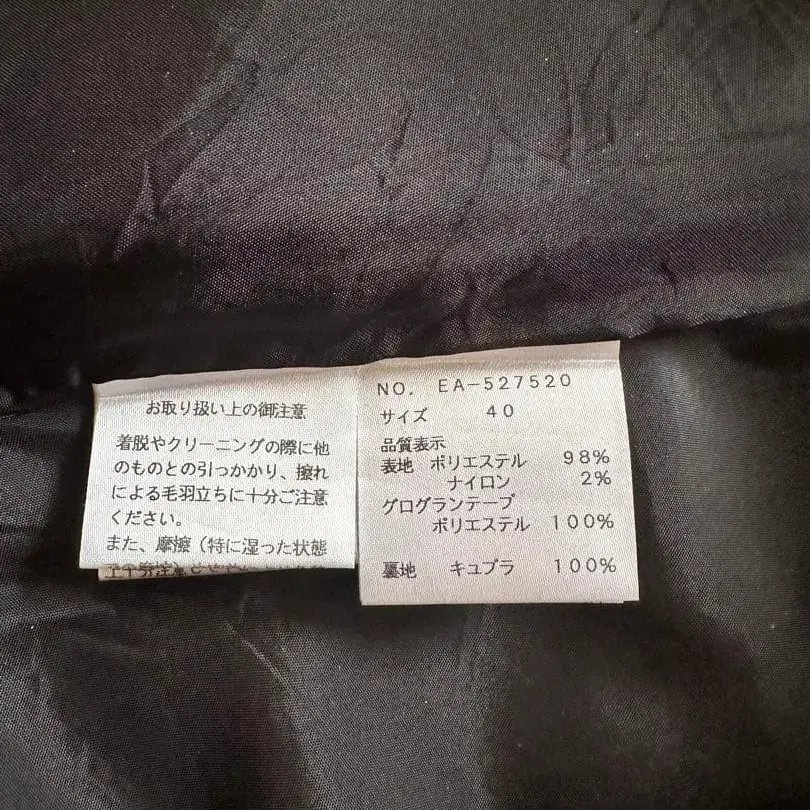 お取り扱い上の御注意
着脱やクリーニングの際に他
のものとの引っかかり、擦れ
による毛羽立ちに十分ご注意
ください。
また、摩擦（特に湿った状態
NO. EA-527520
サイズ 40
品質表示
表地 ポリエステル 98%
ナイロン 2%
グログランテープ
ポリエステル 100%
裏地 キュプラ 100%